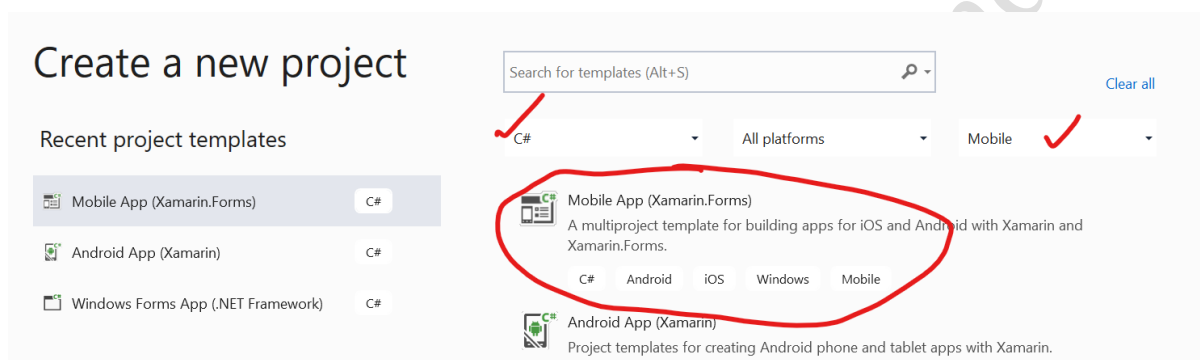 Create a new project
Search for templates (Alt+S)
Clear all
Recent project templates
C#
All platforms
Mobile
Mobile App (Xamarin.Forms)
C#
Android App (Xamarin)
C#
Windows Forms App (.NET Framework)
C#
Mobile App (Xamarin.Forms)
A multiproject template for building apps for iOS and Android with Xamarin and
Xamarin.Forms.
C#
Android
iOS
Windows
Mobile
Android App (Xamarin)
Project templates for creating Android phone and tablet apps with Xamarin.